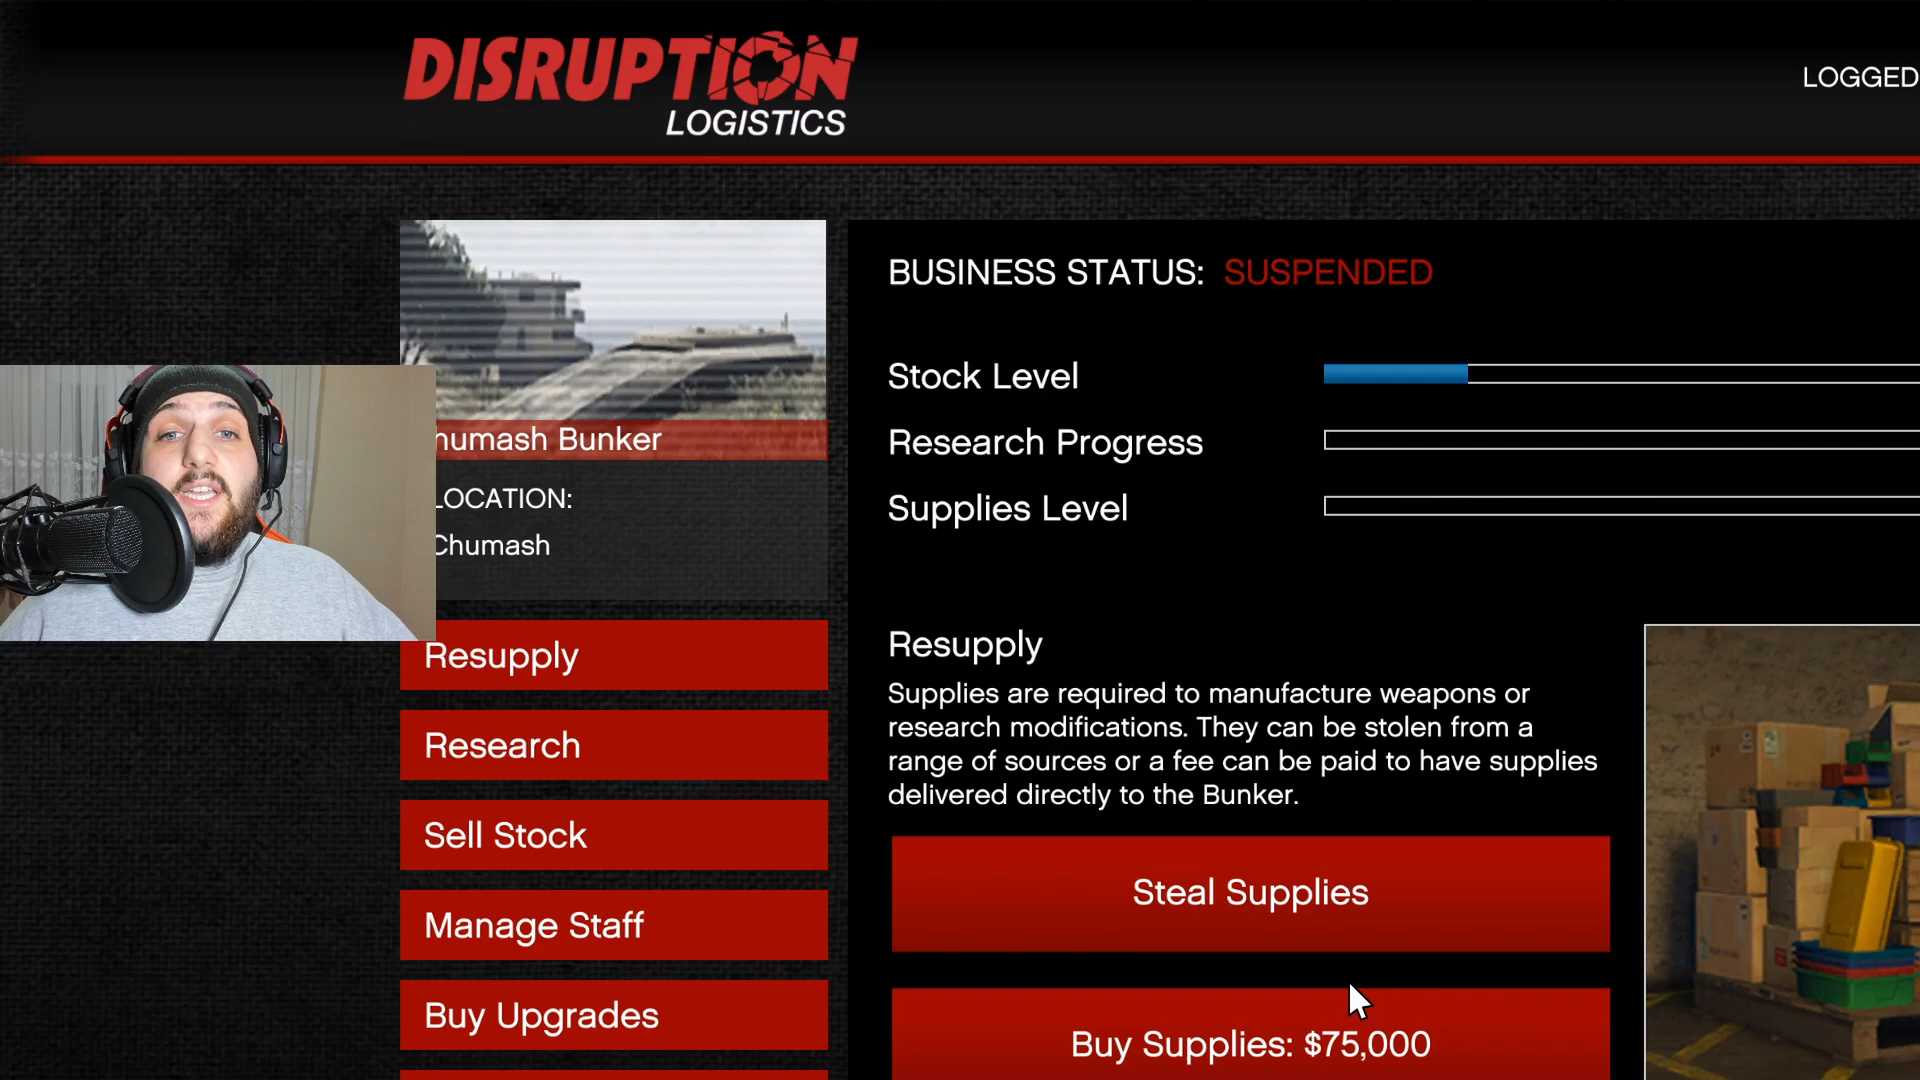 DISRUPTION
LOGISTICS
LOGGED
humash Bunker
LOCATION:
Chumash
Resupply
Research
Sell Stock
Manage Staff
Buy Upgrades
BUSINESS STATUS: SUSPENDED
Stock Level
Research Progress
Supplies Level
Resupply
Supplies are required to manufacture weapons or
research modifications. They can be stolen from a
range of sources or a fee can be paid to have supplies
delivered directly to the Bunker.
Steal Supplies
Buy Supplies: $75,000